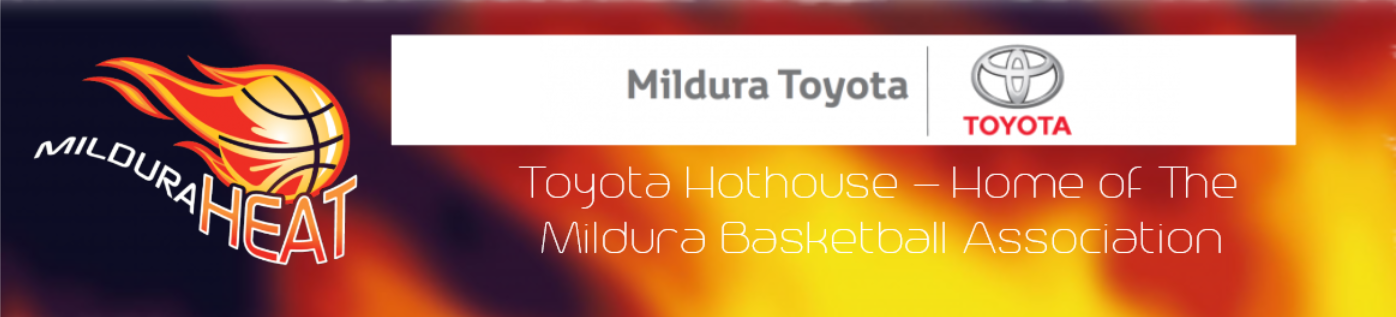 MILDURA
HEAT
Mildura Toyota
TOYOTA
Toyota Hothouse – Home of The
Mildura Basketball Association